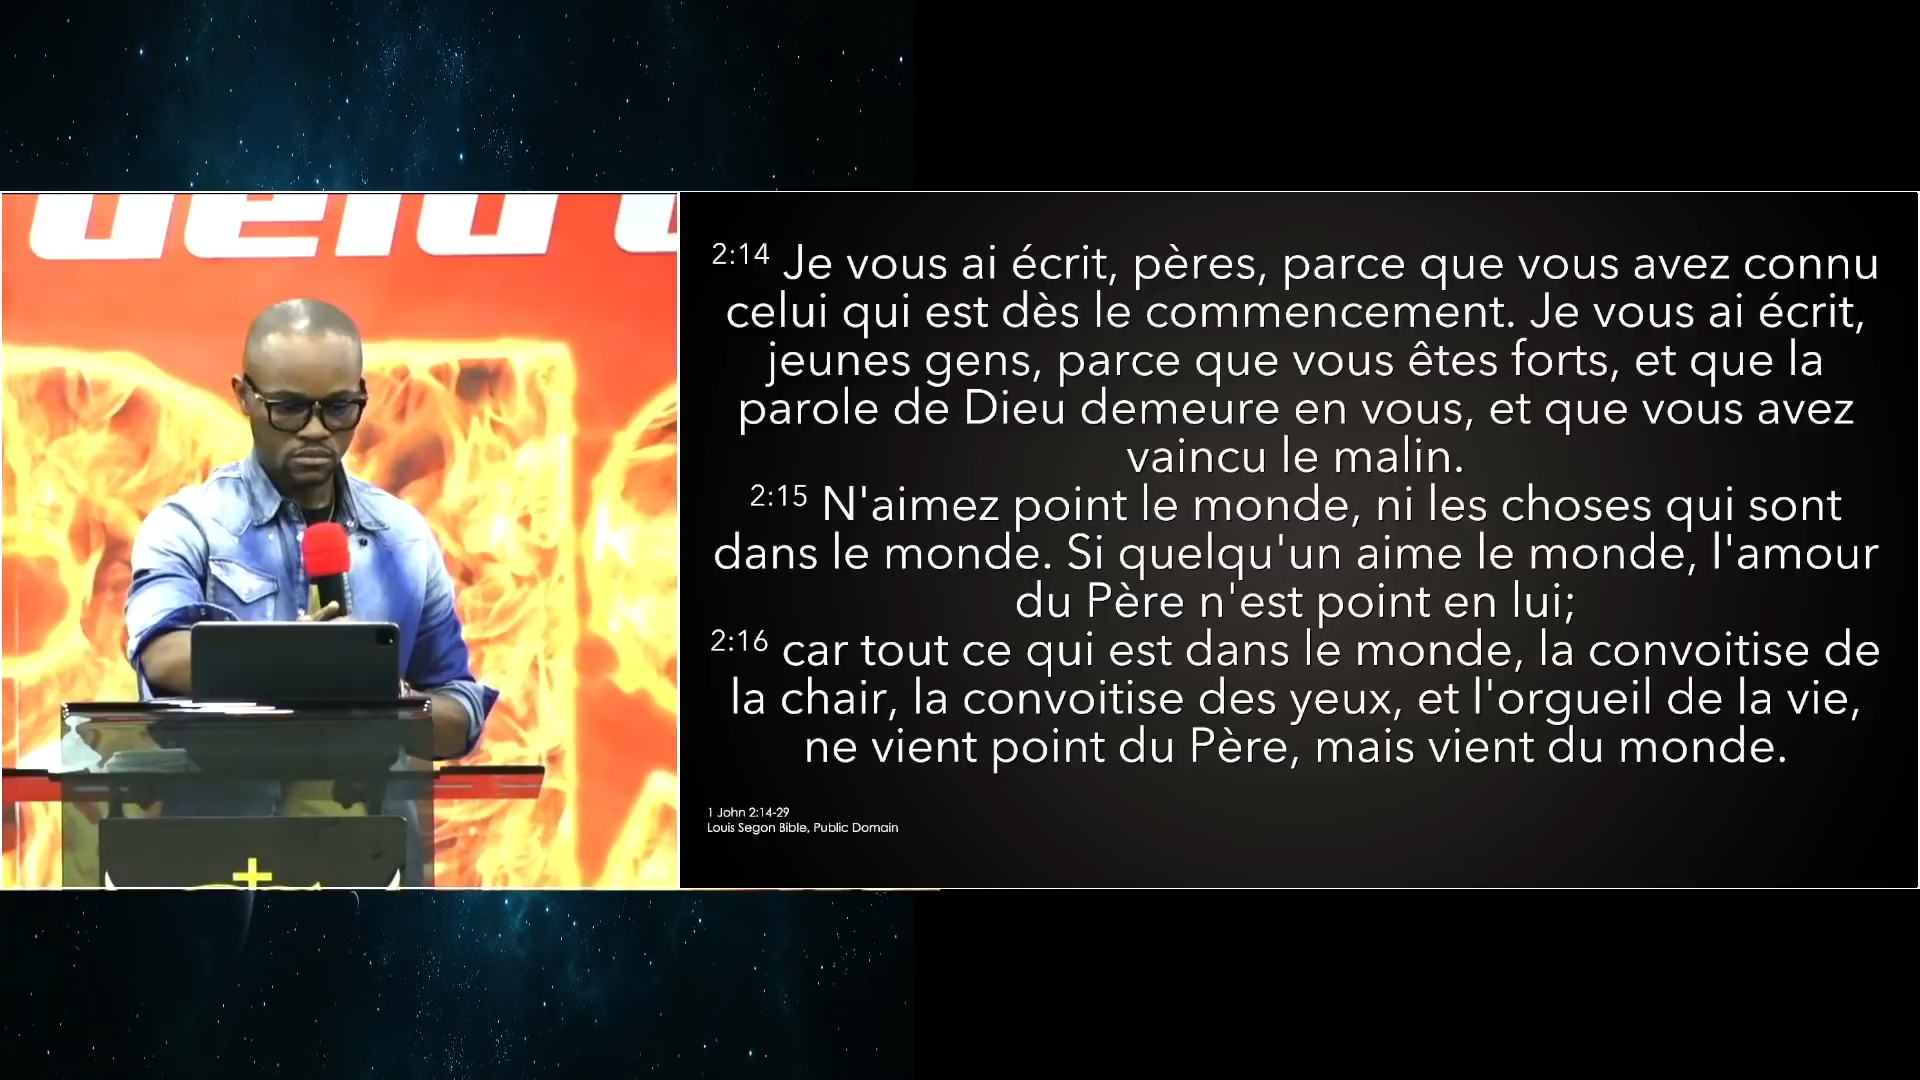 2:14 Je vous ai écrit, pères, parce que vous avez connu
celui qui est dès le commencement. Je vous ai écrit,
jeunes gens, parce que vous êtes forts, et que la
parole de Dieu demeure en vous, et que vous avez
vaincu le malin.
2:15 N'aimez point le monde, ni les choses qui sont
dans le monde. Si quelqu'un aime le monde, l'amour
du Père n'est point en lui;
2:16 car tout ce qui est dans le monde, la convoitise de
la chair, la convoitise des yeux, et l'orgueil de la vie,
ne vient point du Père, mais vient du monde.
1 John 2:14-29
Louis Segon Bible, Public Domain